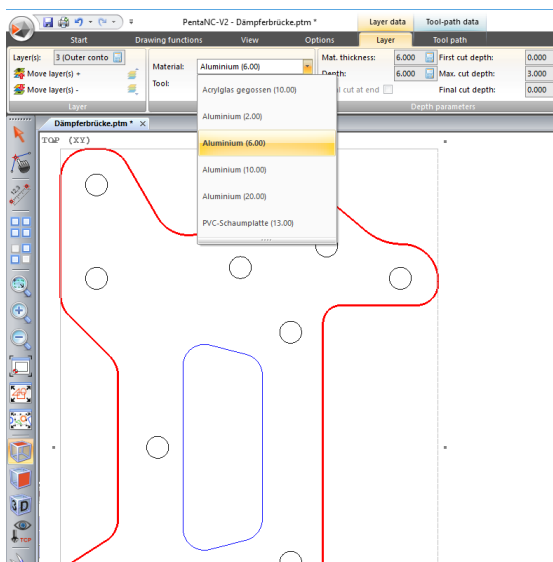 PentaNC-V2 - Dämpferbrücke.ptm *
Layer data
Tool-path data
Start
Drawing functions
View
Options
Layer
Tool path
Layer(s):
3 (Outer conto
Move layer(s) +
Move layer(s) -
Layer
Material:
Aluminium (6.00)
Tool:
Acrylglas gegossen (10.00)
Aluminium (2.00)
Aluminium (6.00)
Aluminium (10.00)
Aluminium (20.00)
PVC-Schaumplatte (13.00)
Mat. thickness:
6.000
First cut depth:
0.000
6.000
Max. cut depth:
3.000
cut at end
Final cut depth:
0.000
Depth parameters
Dämpferbrücke.ptm *
TOP (XY)
12.3
3D
TCP